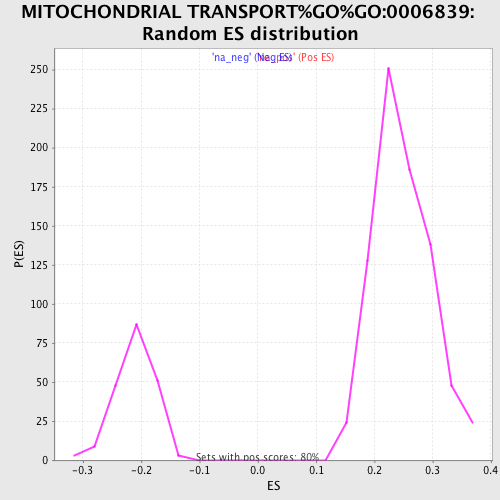 MITOCHONDRIAL TRANSPORT%GO%GO:0006839:
Random ES distribution
'na_neg' (Neg ES)
'na_pos' (Pos ES)
250
225
200
175
150
125
100
75
50
25
0
P(ES)
Sets with pos scores: 80%
-0.3 -0.2 -0.1 0.0 0.1 0.2 0.3 0.4
ES